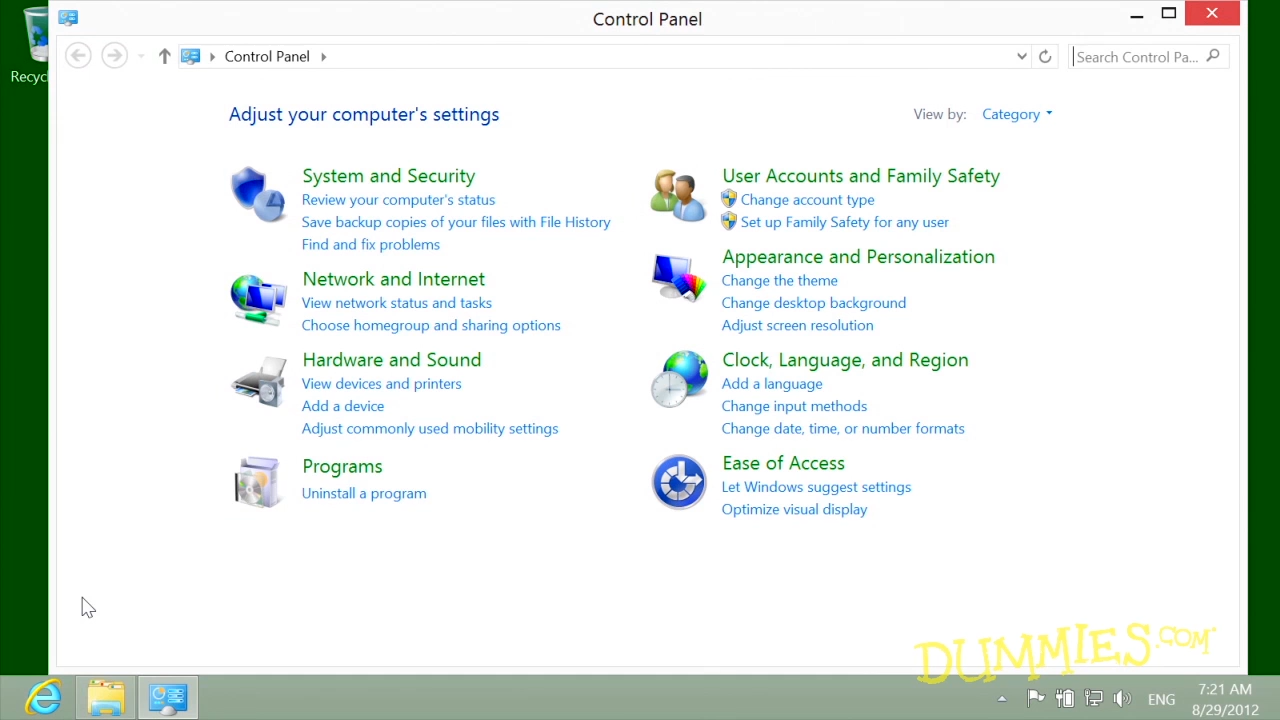 Control Panel
Recycl
Control Panel
Search Control Pa...
Adjust your computer's settings
View by: Category
System and Security
Review your computer's status
Save backup copies of your files with File History
Find and fix problems
Network and Internet
View network status and tasks
Choose homegroup and sharing options
Hardware and Sound
View devices and printers
Add a device
Adjust commonly used mobility settings
Programs
Uninstall a program
User Accounts and Family Safety
Change account type
Set up Family Safety for any user
Appearance and Personalization
Change the theme
Change desktop background
Adjust screen resolution
Clock, Language, and Region
Add a language
Change input methods
Change date, time, or number formats
Ease of Access
Let Windows suggest settings
Optimize visual display
DUMMIES.COM
ENG
7:21 AM
8/29/2012